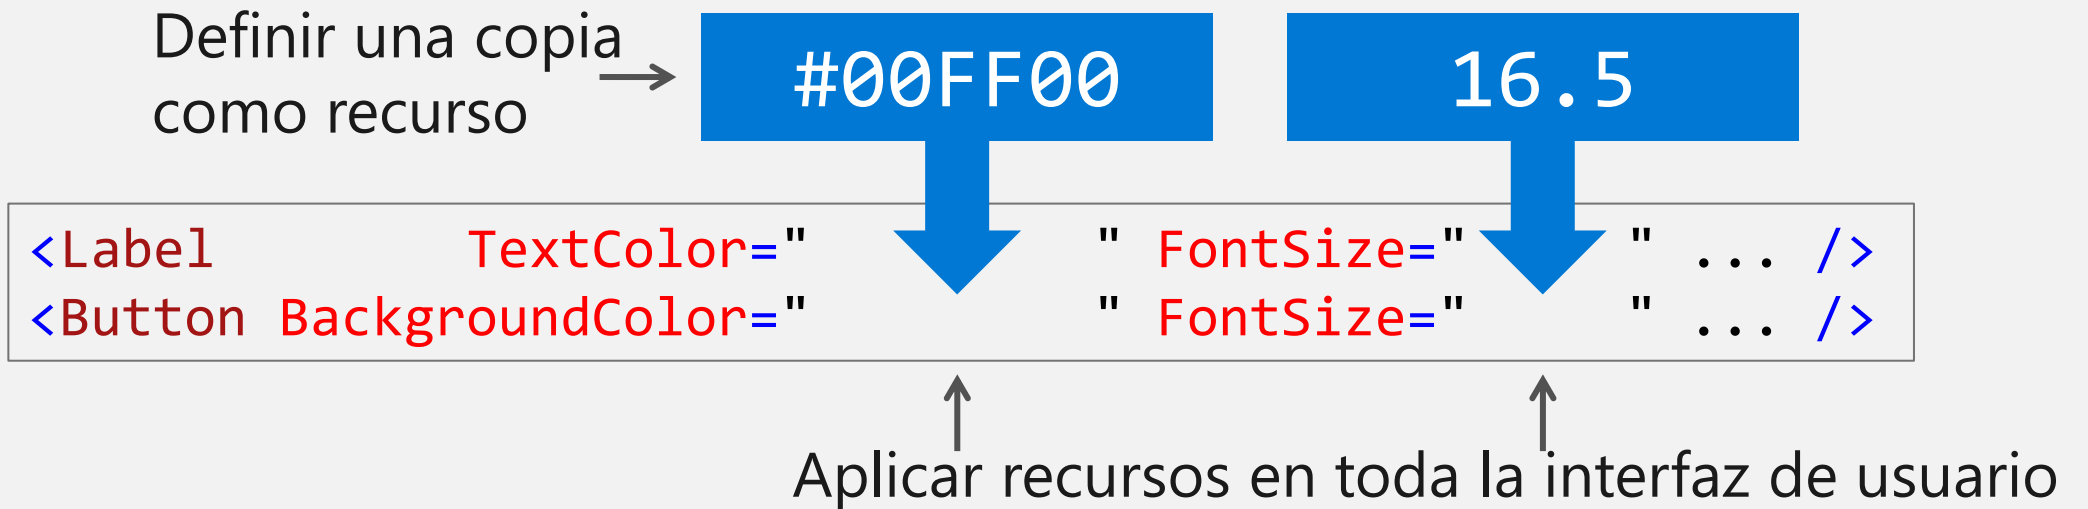 Definir una copia
como recurso
#00FF00
16.5
<Label TextColor=" " FontSize=" " ... />
<Button BackgroundColor=" " FontSize=" " ... />
Aplicar recursos en toda la interfaz de usuario